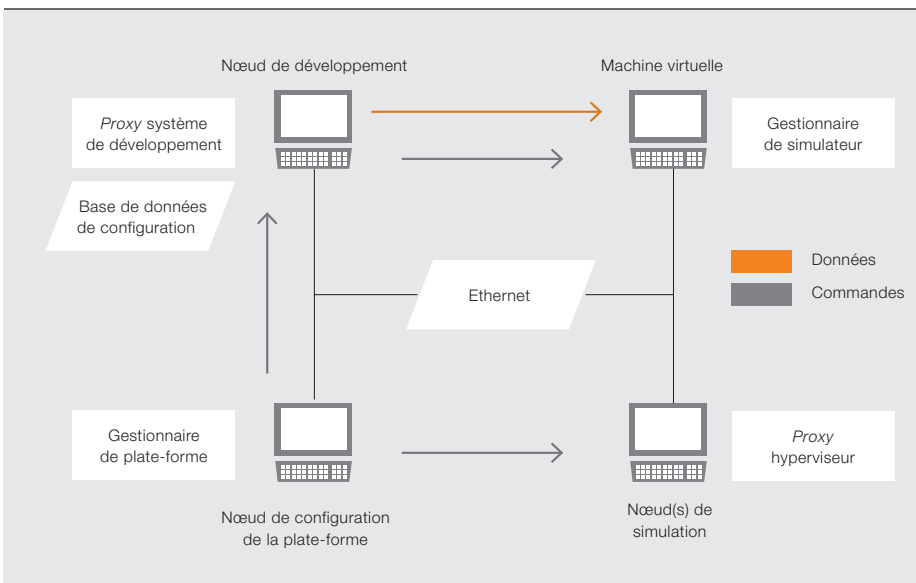 Nœud de développement
Machine virtuelle
Proxy système
de développement
Gestionnaire
de simulateur
Base de données
de configuration
Données
Ethernet
Commandes
Gestionnaire
de plate-forme
Proxy
hyperviseur
Nœud de configuration
de la plate-forme
Nœud(s) de
simulation